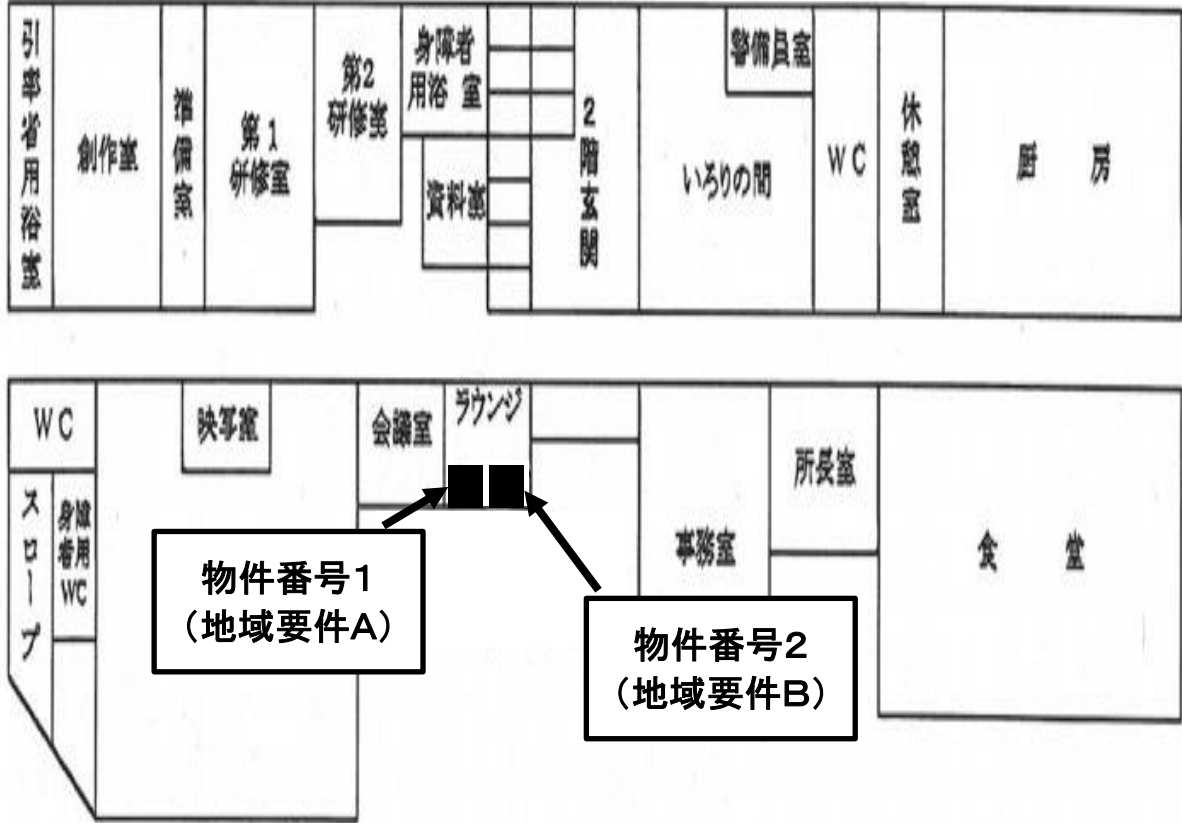 引率者用浴室
創作室
準備室
第1
研修室
第2
研修室
身障者
用浴室
資料室
2階玄関
警備員室
いろりの間
WC
休憩室
厨房
WC
スロープ
身障
者用
WC
映写室
会議室
ラウンジ
事務室
所長室
食堂
物件番号1
(地域要件A)
物件番号2
(地域要件B)